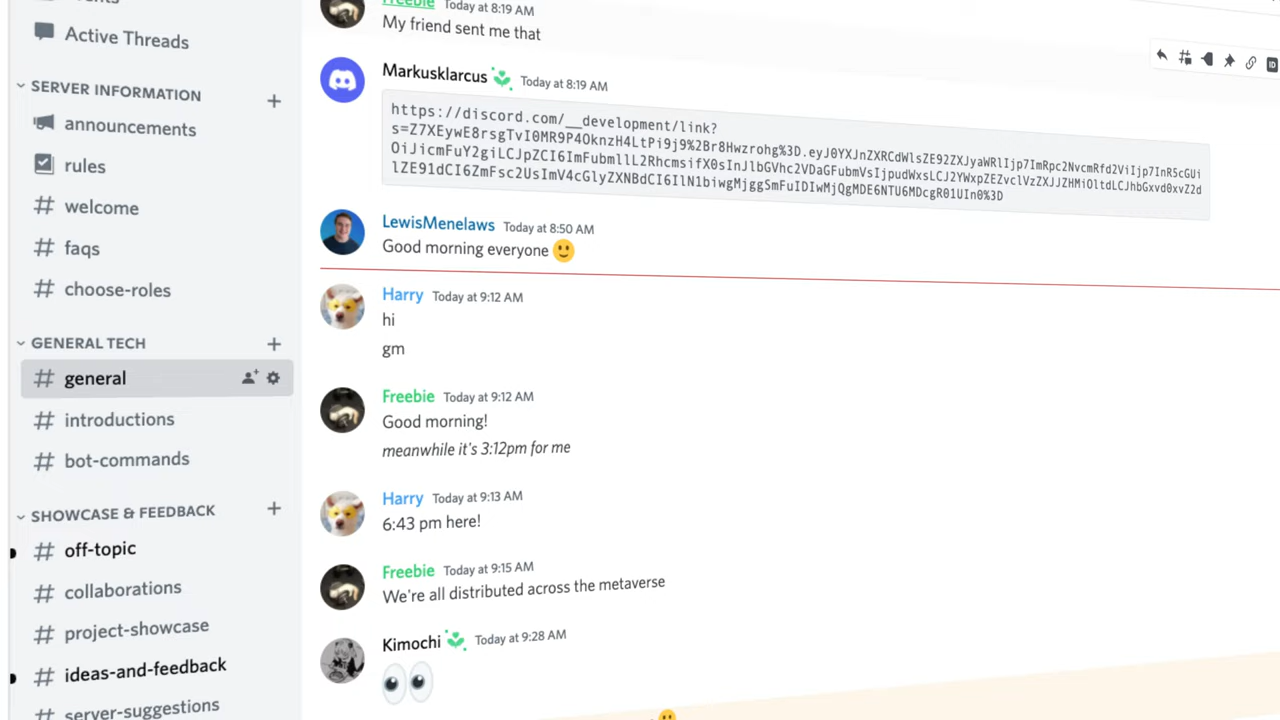 Active Threads
SERVER INFORMATION
announcements
rules
welcome
faqs
choose-roles
GENERAL TECH
general
introductions
bot-commands
SHOWCASE & FEEDBACK
off-topic
collaborations
project-showcase
ideas-and-feedback
server-suggestions
Freebie Today at 8:19 AM
My friend sent me that
Markusklarcus Today at 8:19 AM
https://discord.com/__development/link?
LewisMenelaws Today at 8:50 AM
Good morning everyone
Harry Today at 9:12 AM
hi
gm
Freebie Today at 9:12 AM
Good morning!
meanwhile it's 3:12pm for me
Harry Today at 9:13 AM
6:43 pm here!
Freebie Today at 9:15 AM
We're all distributed across the metaverse
Kimochi Today at 9:28 AM
ID